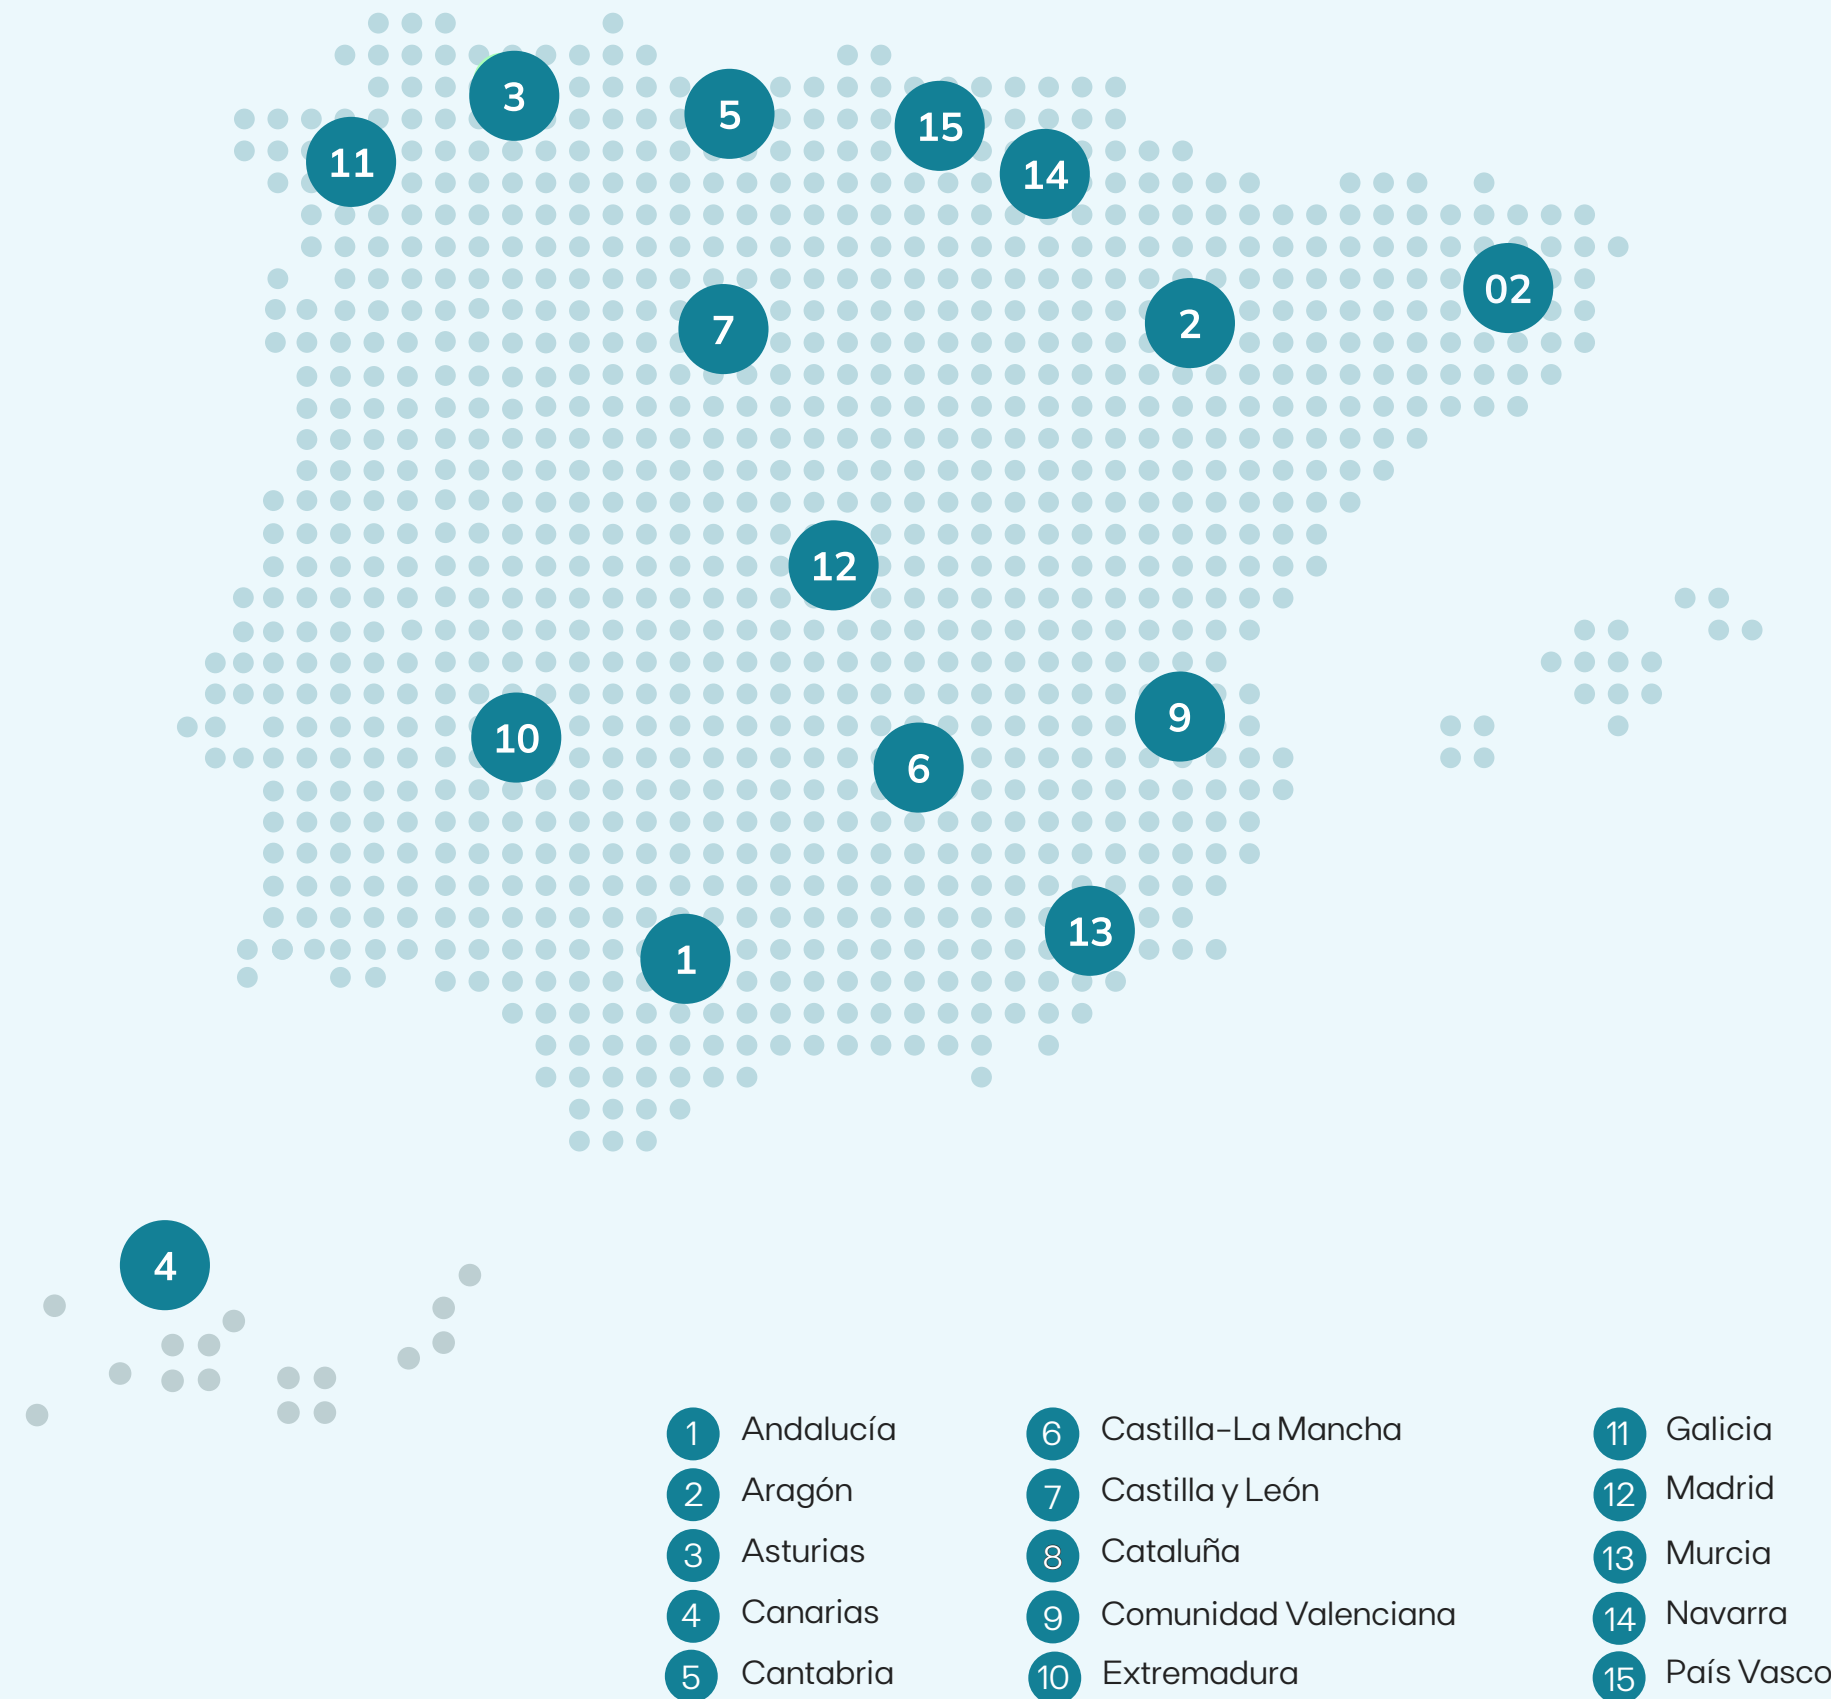 3
5
15
11
14
02
2
7
12
9
10
6
13
1
4
1 Andalucía
2 Aragón
3 Asturias
4 Canarias
5 Cantabria
6 Castilla-La Mancha
7 Castilla y León
8 Cataluña
9 Comunidad Valenciana
10 Extremadura
11 Galicia
12 Madrid
13 Murcia
14 Navarra
15 País Vasco